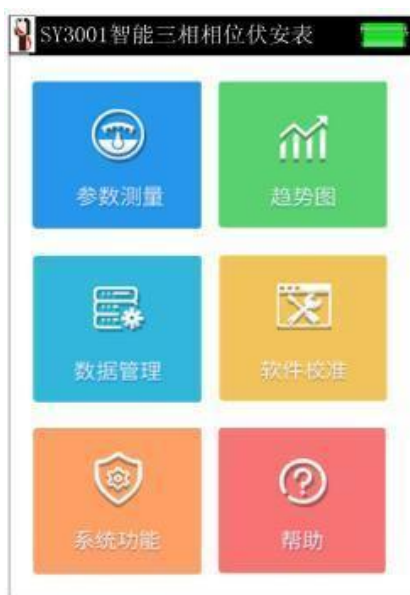 SY3001智能三相相位伏安表
参数测量
趋势图
数据管理
软件校准
系统功能
帮助